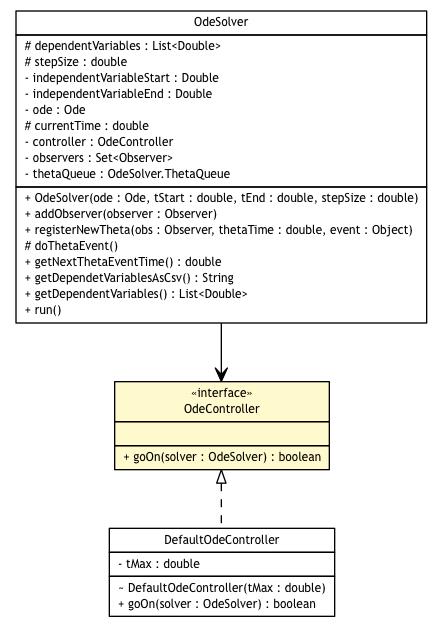 OdeSolver
# dependentVariables : List<Double>
# stepSize : double
- independentVariableStart : Double
- independentVariableEnd : Double
- ode : Ode
# currentTime : double
- controller : OdeController
- observers : Set<Observer>
- thetaQueue : OdeSolver.ThetaQueue
+ OdeSolver(ode : Ode, tStart : double, tEnd : double, stepSize : double)
+ addObserver(observer : Observer)
+ registerNewTheta(obs : Observer, thetaTime : double, event : Object)
# doThetaEvent()
+ getNextThetaEventTime() : double
+ getDependetVariablesAsCsv() : String
+ getDependentVariables() : List<Double>
+ run()
«interface»
OdeController
+ goOn(solver : OdeSolver) : boolean
DefaultOdeController
- tMax : double
~ DefaultOdeController(tMax : double)
+ goOn(solver : OdeSolver) : boolean